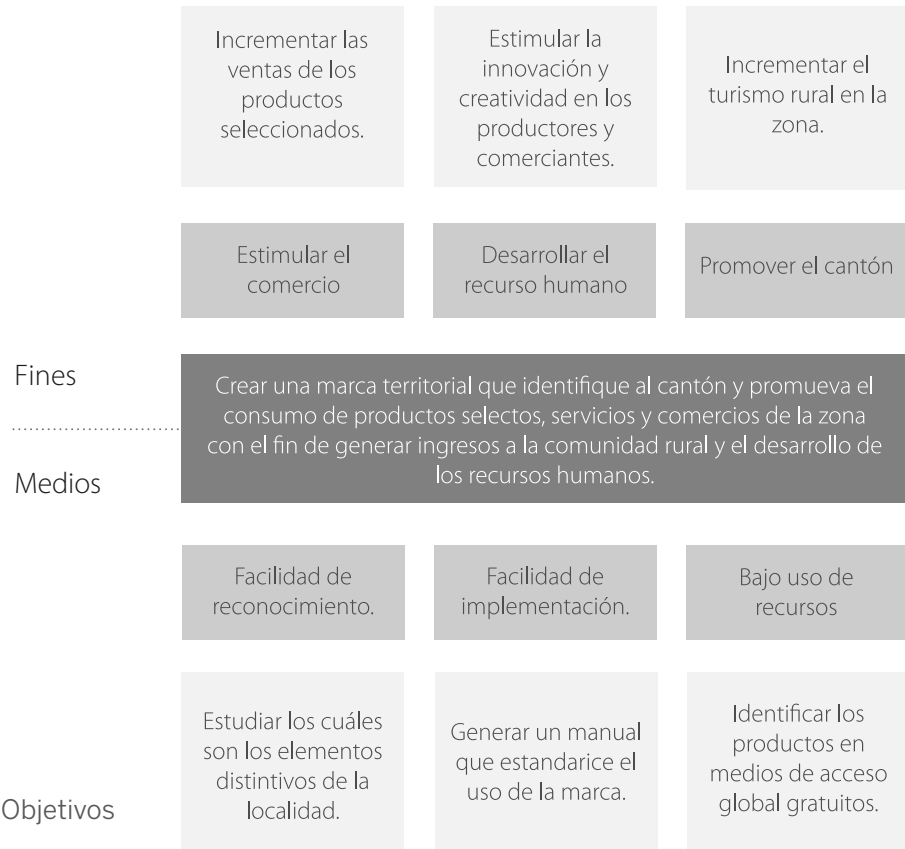 Incrementar las
ventas de los
productos
seleccionados.
Estimular la
innovación y
creatividad en los
productores y
comerciantes.
Incrementar el
turismo rural en la
zona.
Estimular el
comercio
Desarrollar el
recurso humano
Promover el cantón
Fines
Crear una marca territorial que identifique al cantón y promueva el
consumo de productos selectos, servicios y comercios de la zona
con el fin de generar ingresos a la comunidad rural y el desarrollo de
los recursos humanos.
Medios
Facilidad de
reconocimiento.
Facilidad de
implementación.
Bajo uso de
recursos
Estudiar los cuáles
son los elementos
distintivos de la
localidad.
Generar un manual
que estandarice el
uso de la marca.
Identificar los
productos en
medios de acceso
global gratuitos.
Objetivos